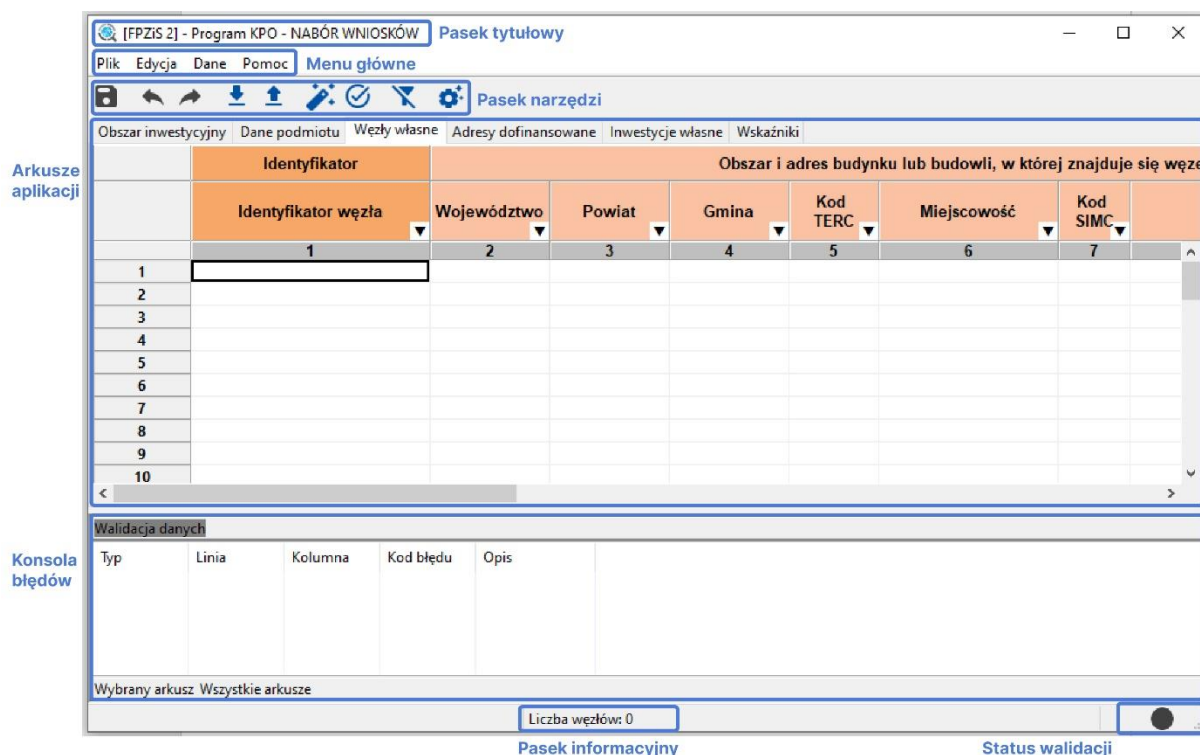 [FPZiS 2] - Program KPO - NABÓR WNIOSKÓW Pasek tytułowy
Plik Edycja Dane Pomoc Menu główne
Pasek narzędzi
Obszar inwestycyjny Dane podmiotu Węzły własne Adresy dofinansowane Inwestycje własne Wskaźniki
Arkusze
aplikacji
Identyfikator Obszar i adres budynku lub budowli, w której znajduje się węze
Identyfikator węzła Województwo Powiat Gmina Kod TERC Miejscowość Kod SIMC
1 2 3 4 5 6 7
1
2
3
4
5
6
7
8
9
10
Walidacja danych
Konsola
błędów
Typ Linia Kolumna Kod błędu Opis
Wybrany arkusz Wszystkie arkusze
Liczba węzłów: 0
Pasek informacyjny Status walidacji